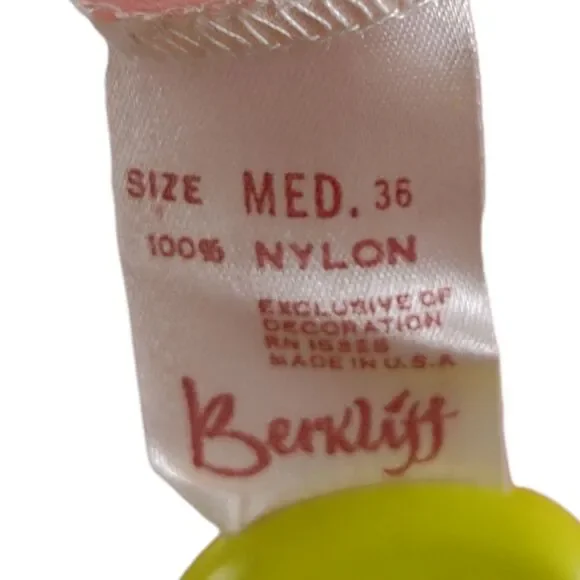 SIZE MED. 36
100% NYLON
EXCLUSIVE OF
DECORATION
RN
MADE IN U.S.A
Berkliff